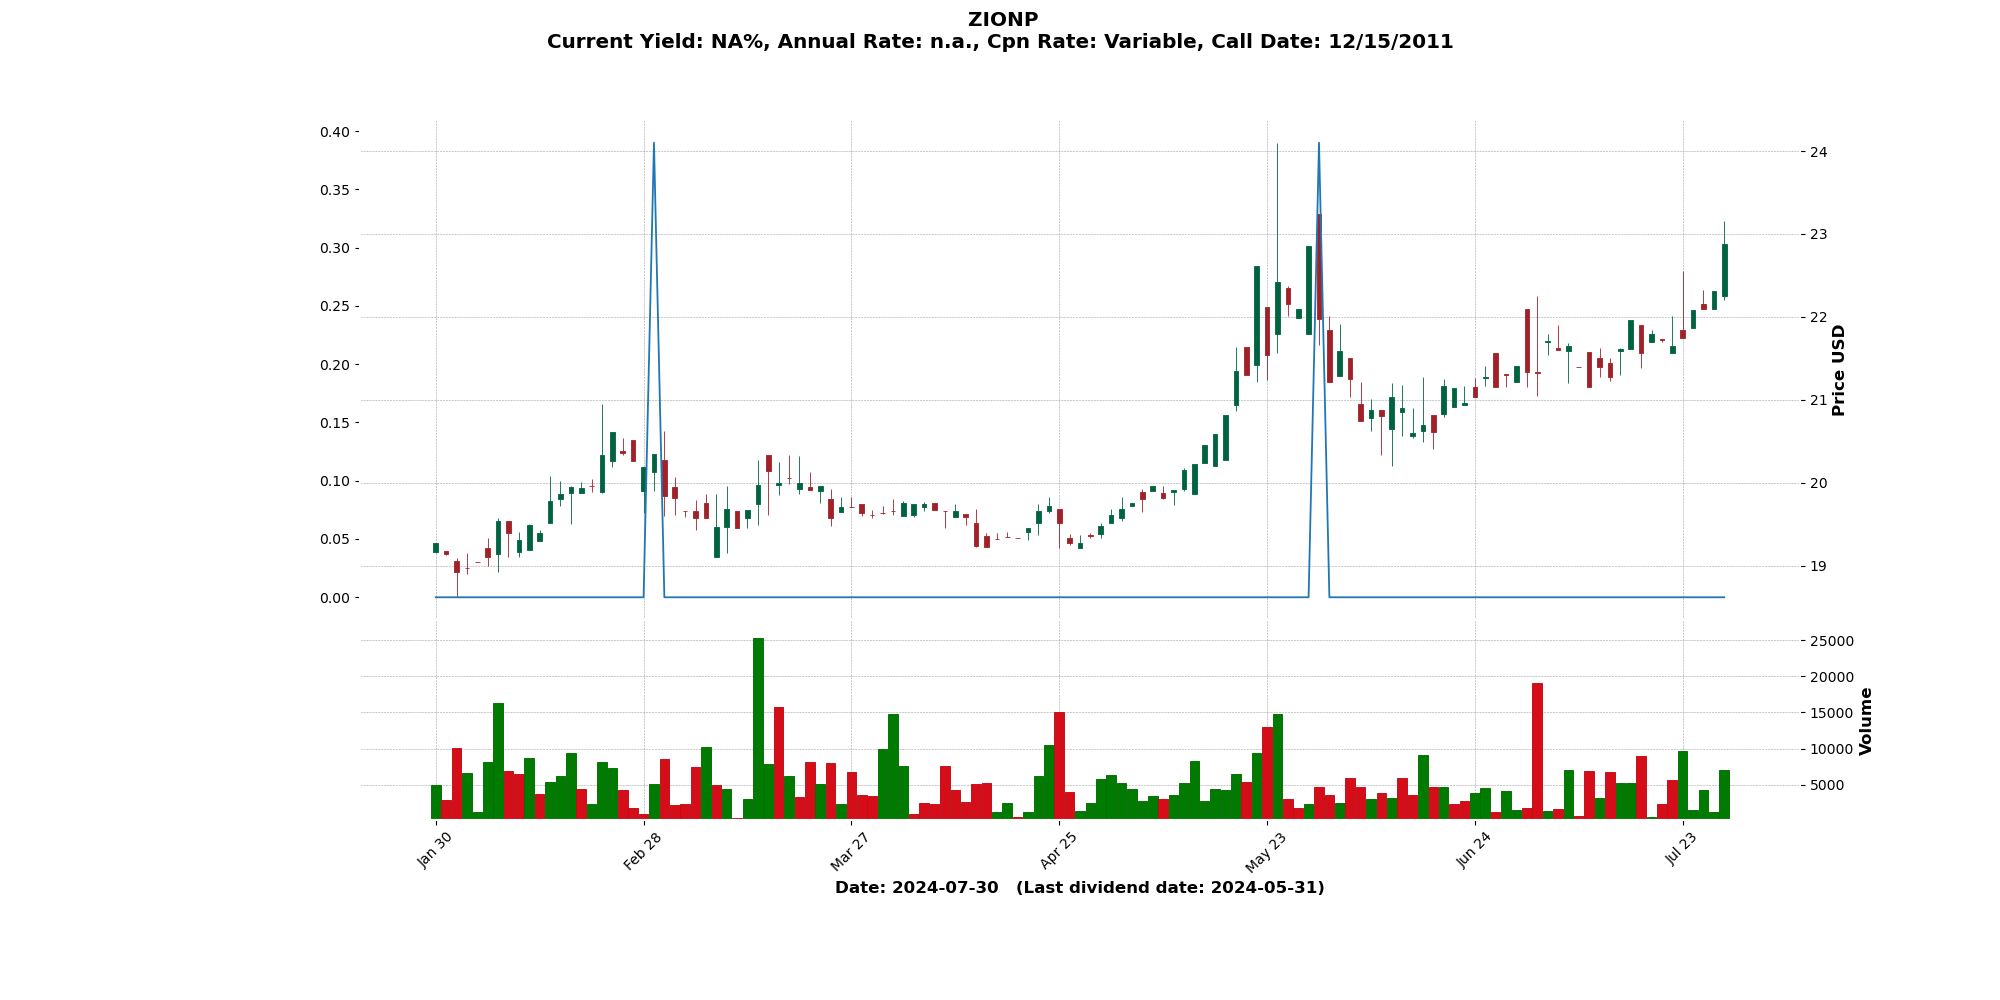 ZIONP
Current Yield: NA%, Annual Rate: n.a., Cpn Rate: Variable, Call Date: 12/15/2011
0.40
0.35
0.30
0.25
0.20
0.15
0.10
0.05
0.00
24
23
22
21
20
19
Price USD
25000
20000
15000
10000
5000
Volume
Jan 30
Feb 28
Mar 27
Apr 25
May 23
Jun 24
Jul 23
Date: 2024-07-30 (Last dividend date: 2024-05-31)